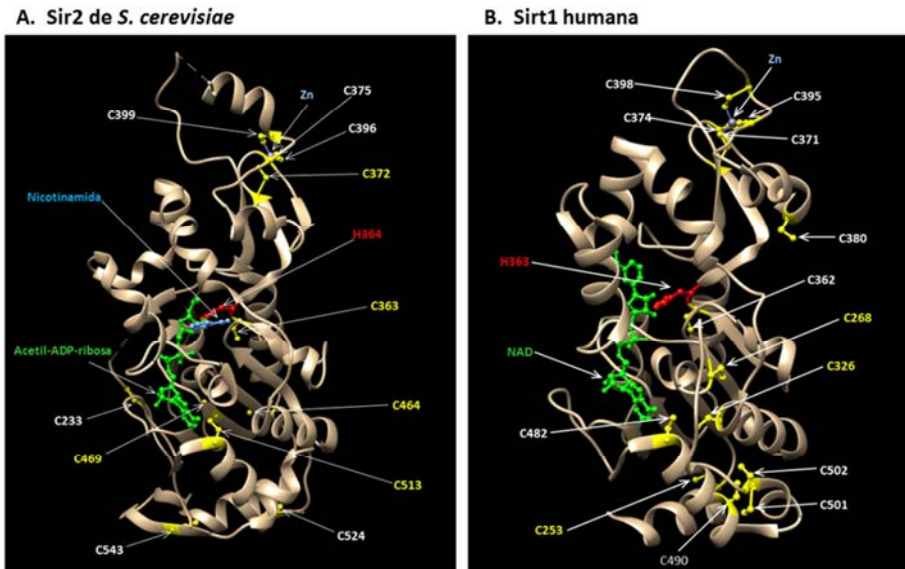 A. Sir2 de S. cerevisiae
Zn
C375
C399
C396
C372
Nicotinamida
H364
C363
Acetil-ADP-ribosa
C233
C464
C469
C513
C543
C524
B. Sirt1 humana
Zn
C398
C395
C374
C371
C380
H363
C362
C268
NAD
C326
C482
C502
C253
C501
C490